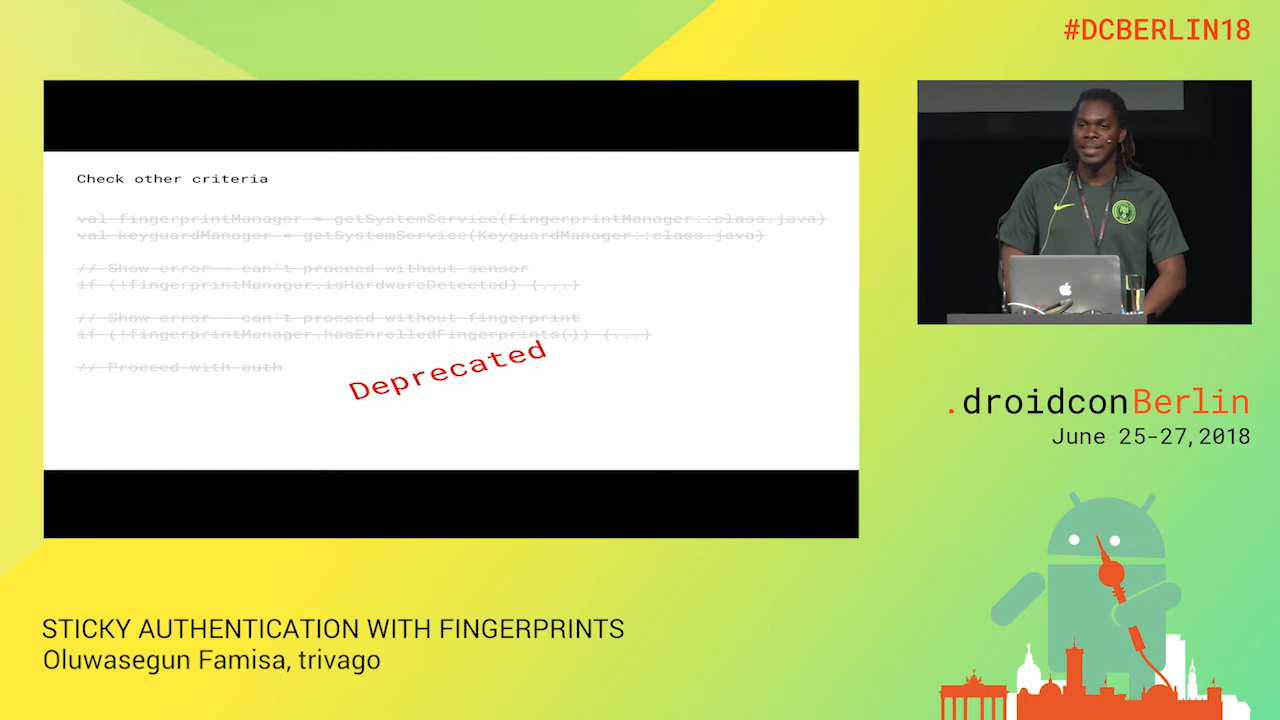 #DCBERLIN18
Check other criteria
val fingerprintManager = getSystemService(FingerprintManager::class.java)
val keyguardManager = getSystemService(KeyguardManager::class.java)
// Show error - can't proceed without sensor
if (!fingerprintManager.isHardwareDetected) {...}
// Show error - can't proceed without fingerprint
if (!fingerprintManager.hasEnrolledFingerprints()) {...}
// Proceed with auth
Deprecated
.droidconBerlin
June 25-27, 2018
STICKY AUTHENTICATION WITH FINGERPRINTS
Oluwasegun Famisa, trivago